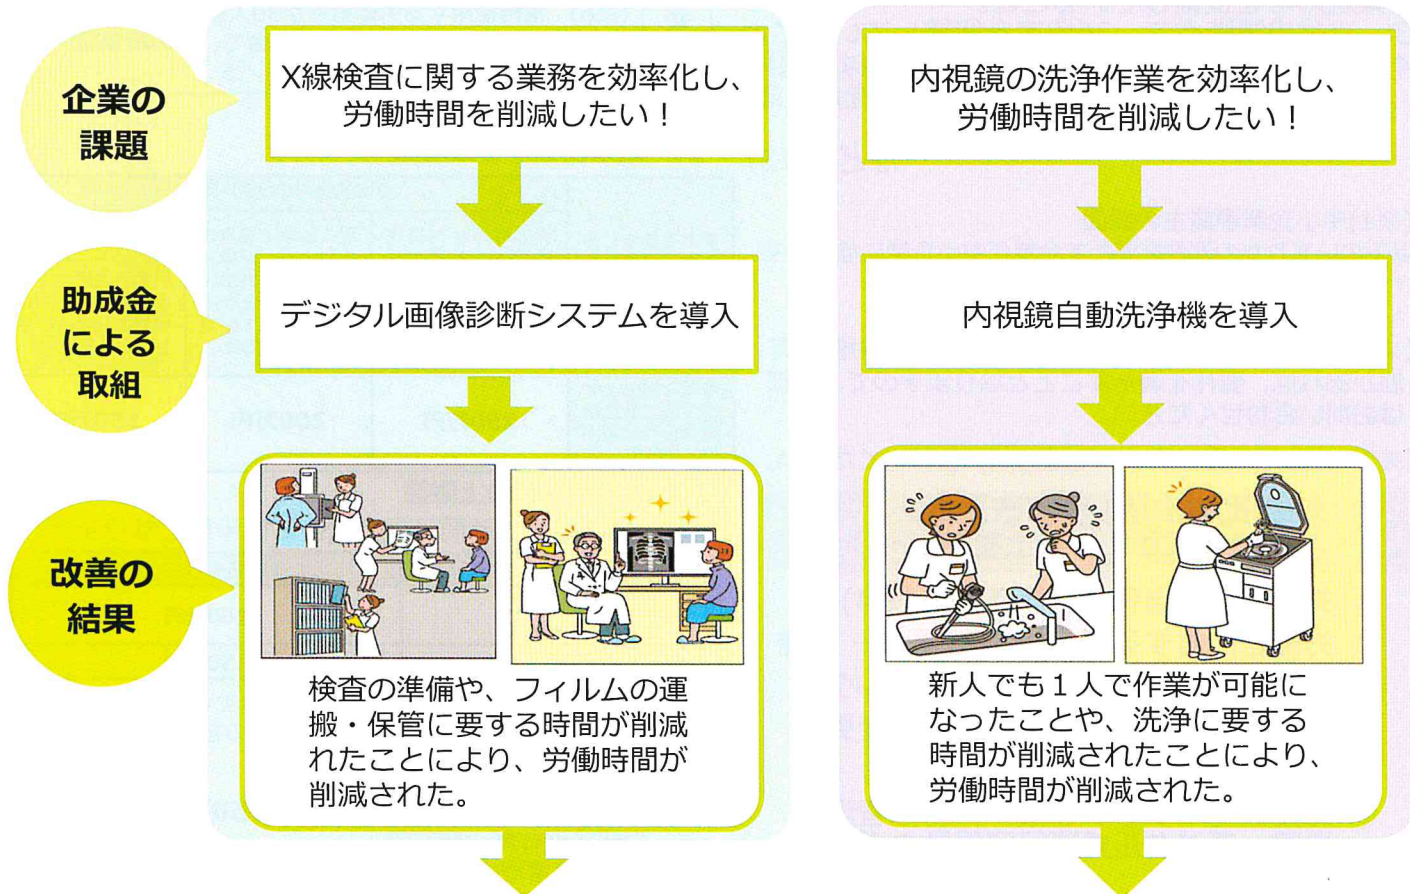 企業の
課題
X線検査に関する業務を効率化し、
労働時間を削減したい！
内視鏡の洗浄作業を効率化し、
労働時間を削減したい！
助成金
による
取組
デジタル画像診断システムを導入
内視鏡自動洗浄機を導入
改善の
結果
検査の準備や、フィルムの運
搬・保管に要する時間が削減
れたことにより、労働時間が
削減された。
新人でも１人で作業が可能に
なったことや、洗浄に要する
時間が削減されたことにより、
労働時間が削減された。